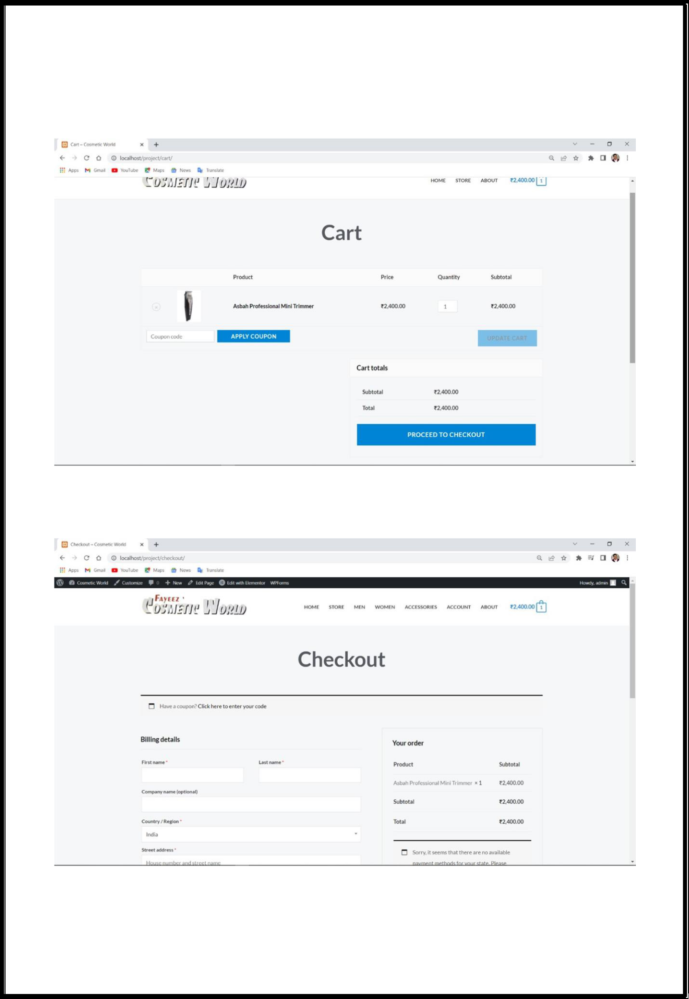 Cart – Cosmetic World
localhost/project/cart/
Apps Gmail YouTube Maps News Translate
COSMETIC WORLD
HOME STORE ABOUT ₹2,400.00 1
Cart
Product Price Quantity Subtotal
Asbah Professional Mini Trimmer ₹2,400.00 1 ₹2,400.00
Coupon code APPLY COUPON UPDATE CART
Cart totals
Subtotal ₹2,400.00
Total ₹2,400.00
PROCEED TO CHECKOUT
Checkout – Cosmetic World
localhost/project/checkout/
Apps Gmail YouTube Maps News Translate
Cosmetic World Customize 0 New Edit Page Edit with Elementor WPForms Howdy, admin
FAYEEZ '
COSMETIC WORLD
HOME STORE MEN WOMEN ACCESSORIES ACCOUNT ABOUT ₹2,400.00 1
Checkout
Have a coupon? Click here to enter your code
Billing details
First name * Last name *
Company name (optional)
Country / Region *
India
Street address *
House number and street name
Your order
Product Subtotal
Asbah Professional Mini Trimmer × 1 ₹2,400.00
Subtotal ₹2,400.00
Total ₹2,400.00
Sorry, it seems that there are no available
payment methods for your state. Please